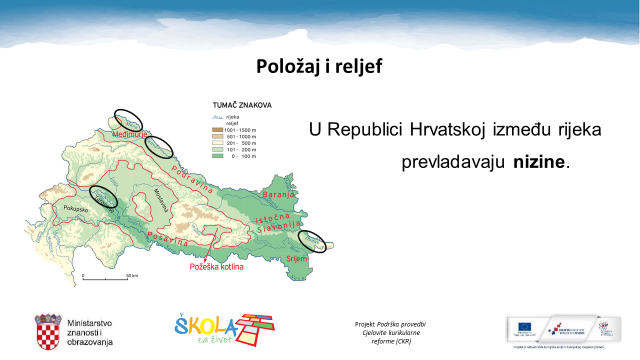 Položaj i reljef
TUMAČ ZNAKOVA
rijeka
reljef
1001 - 1500 m
501 - 1000 m
201 - 500 m
101 - 200 m
0 - 100 m
U Republici Hrvatskoj između rijeka
prevladavaju nizine.
Međimurje
Podravina
Baranja
Moslavina
Pokupsko
Istočna
Slavonija
Posavina
Požeška kotlina
Srijem
0
50 km
Ministarstvo
znanosti i
obrazovanja
ŠKOLA
za život
Projekt Podrška provedbi
Cjelovite kurikularne
reforme (CKR)